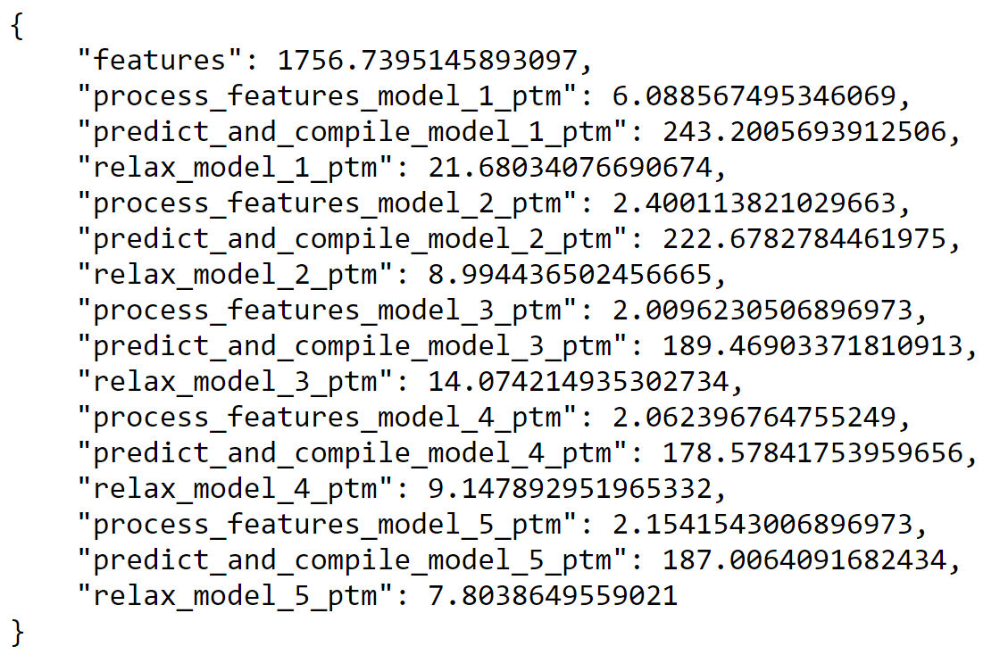 {
    "features": 1756.7395145893097,
    "process_features_model_1_ptm": 6.088567495346069,
    "predict_and_compile_model_1_ptm": 243.2005693912506,
    "relax_model_1_ptm": 21.68034076690674,
    "process_features_model_2_ptm": 2.400113821029663,
    "predict_and_compile_model_2_ptm": 222.6782784461975,
    "relax_model_2_ptm": 8.994436502456665,
    "process_features_model_3_ptm": 2.0096230506896973,
    "predict_and_compile_model_3_ptm": 189.46903371810913,
    "relax_model_3_ptm": 14.074214935302734,
    "process_features_model_4_ptm": 2.062396764755249,
    "predict_and_compile_model_4_ptm": 178.57841753959656,
    "relax_model_4_ptm": 9.147892951965332,
    "process_features_model_5_ptm": 2.1541543006896973,
    "predict_and_compile_model_5_ptm": 187.0064091682434,
    "relax_model_5_ptm": 7.8038649559021
}